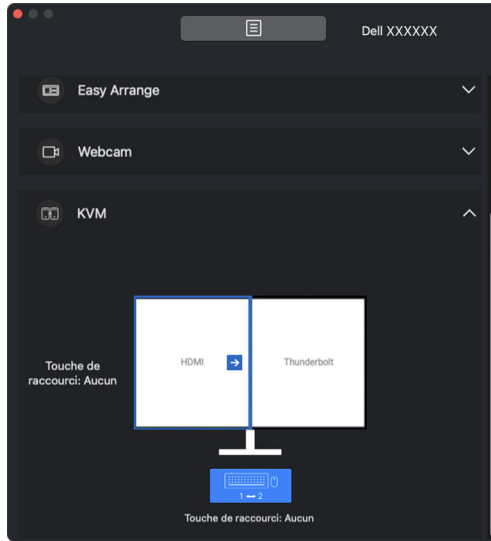 Dell XXXXXX
Easy Arrange
Webcam
KVM
HDMI
Thunderbolt
Touche de
raccourci: Aucun
1 ↔ 2
Touche de raccourci: Aucun